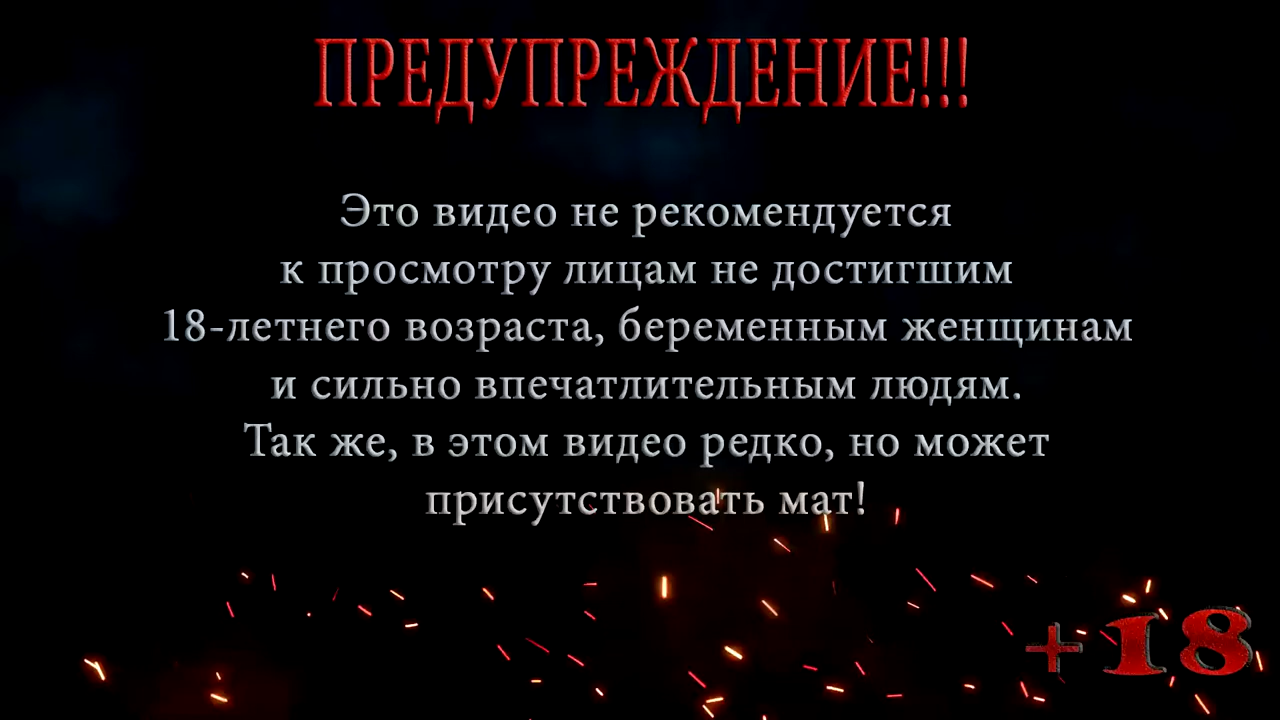 ПРЕДУПРЕЖДЕНИЕ!!!
Это видео не рекомендуется
к просмотру лицам не достигшим
18-летнего возраста, беременным женщинам
и сильно впечатлительным людям.
Так же, в этом видео редко, но может
присутствовать мат!
+18